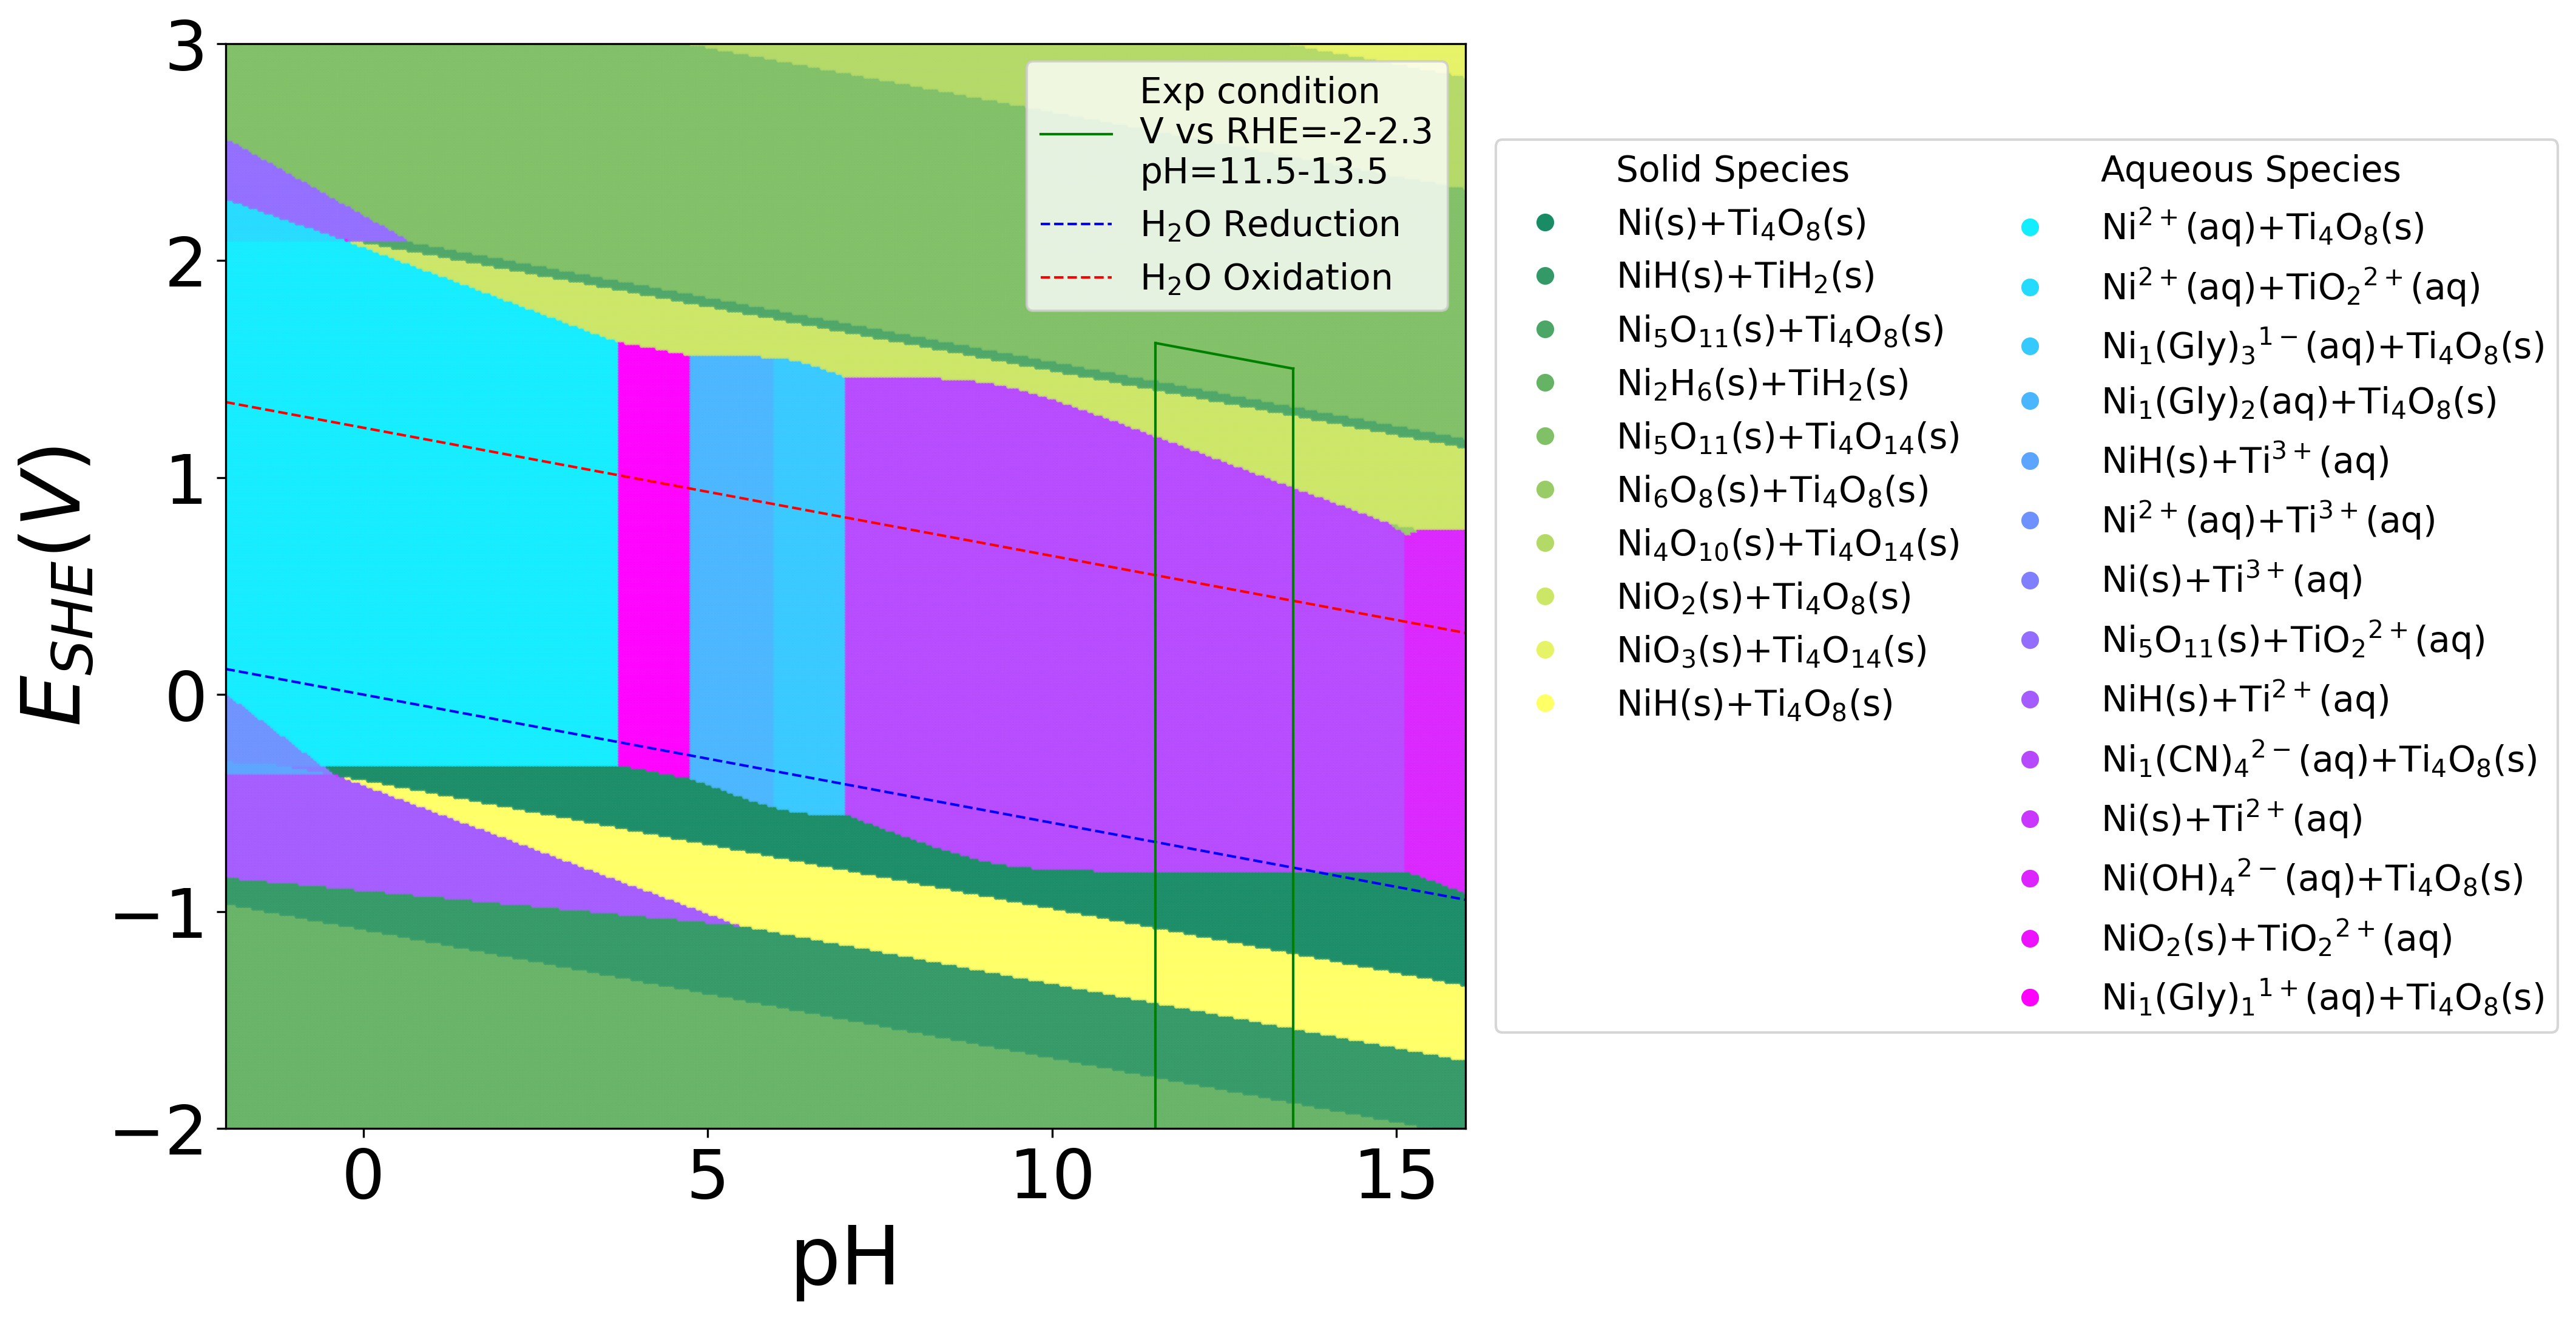 3
2
1
0
−1
−2
E_SHE(V)
0
5
10
15
pH
Exp condition
V vs RHE=-2-2.3
pH=11.5-13.5
H₂O Reduction
H₂O Oxidation
Solid Species
Ni(s)+Ti₄O₈(s)
NiH(s)+TiH₂(s)
Ni₅O₁₁(s)+Ti₄O₈(s)
Ni₂H₆(s)+TiH₂(s)
Ni₅O₁₁(s)+Ti₄O₁₄(s)
Ni₆O₈(s)+Ti₄O₈(s)
Ni₄O₁₀(s)+Ti₄O₁₄(s)
NiO₂(s)+Ti₄O₈(s)
NiO₃(s)+Ti₄O₁₄(s)
NiH(s)+Ti₄O₈(s)
Aqueous Species
Ni²⁺(aq)+Ti₄O₈(s)
Ni²⁺(aq)+TiO₂²⁺(aq)
Ni₁(Gly)₃¹⁻(aq)+Ti₄O₈(s)
Ni₁(Gly)₂(aq)+Ti₄O₈(s)
NiH(s)+Ti³⁺(aq)
Ni²⁺(aq)+Ti³⁺(aq)
Ni(s)+Ti³⁺(aq)
Ni₅O₁₁(s)+TiO₂²⁺(aq)
NiH(s)+Ti²⁺(aq)
Ni₁(CN)₄²⁻(aq)+Ti₄O₈(s)
Ni(s)+Ti²⁺(aq)
Ni(OH)₄²⁻(aq)+Ti₄O₈(s)
NiO₂(s)+TiO₂²⁺(aq)
Ni₁(Gly)₁¹⁺(aq)+Ti₄O₈(s)